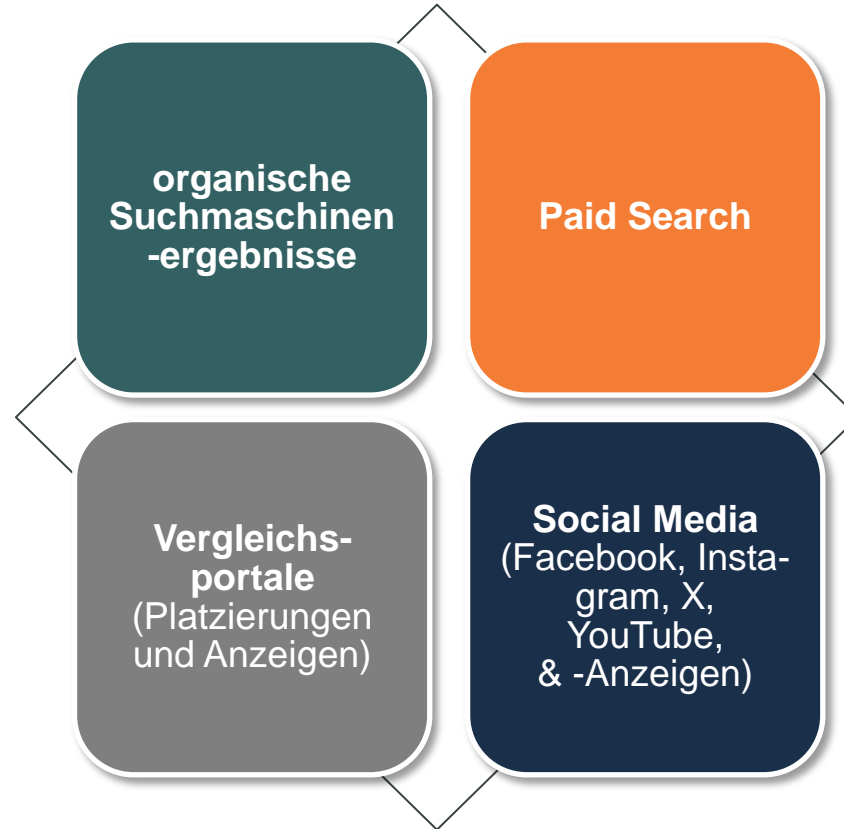 organische
Suchmaschinen
-ergebnisse
Paid Search
Vergleichs-
portale
(Platzierungen
und Anzeigen)
Social Media
(Facebook, Insta-
gram, X,
YouTube,
& -Anzeigen)